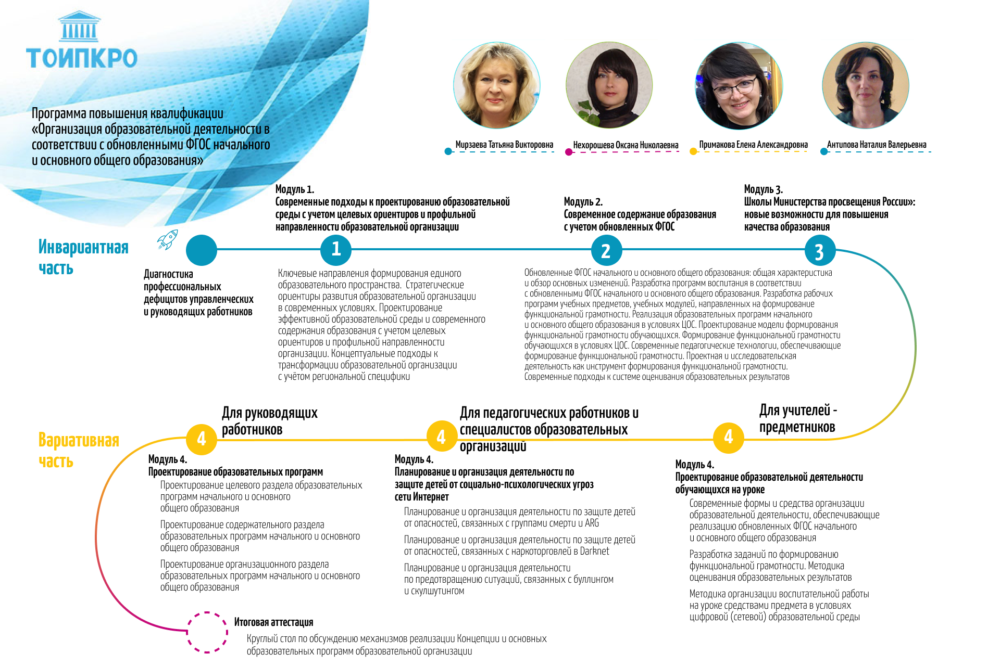 ТОИПКРО
Программа повышения квалификации
«Организация образовательной деятельности в
соответствии с обновленными ФГОС начального
и основного общего образования»
Мирзаева Татьяна Викторовна
Нехорошева Оксана Николаевна
Примакова Елена Александровна
Антипова Наталия Валерьевна
Инвариантная
часть
Диагностика
профессиональных
дефицитов управленческих
и руководящих работников
Модуль 1.
Современные подходы к проектированию образовательной
среды с учетом целевых ориентиров и профильной
направленности образовательной организации
1
Ключевые направления формирования единого
образовательного пространства. Стратегические
ориентиры развития образовательной организации
в современных условиях. Проектирование
эффективной образовательной среды и современного
содержания образования с учетом целевых
ориентиров и профильной направленности
организации. Концептуальные подходы к
трансформации образовательной организации
с учётом региональной специфики
Модуль 2.
Современное содержание образования
с учетом обновленных ФГОС
2
Обновленные ФГОС начального и основного общего образования: общая характеристика
и обзор основных изменений. Разработка программ воспитания в соответствии
с обновленными ФГОС начального и основного общего образования. Разработка рабочих
программ учебных предметов, учебных модулей, направленных на формирование
функциональной грамотности. Реализация образовательных программ начального
и основного общего образования в условиях ЦОС. Проектирование модели формирования
функциональной грамотности обучающихся. Формирование функциональной грамотности
обучающихся в условиях ЦОС. Современные педагогические технологии, обеспечивающие
формирование функциональной грамотности. Проектная и исследовательская
деятельность как инструмент формирования функциональной грамотности.
Современные подходы к системе оценивания образовательных результатов
Модуль 3.
Школы Министерства просвещения России»:
новые возможности для повышения
качества образования
3
Вариативная
часть
4
Для руководящих
работников
Модуль 4.
Проектирование образовательных программ
Проектирование целевого раздела образовательных
программ начального и основного
общего образования
Проектирование содержательного раздела
образовательных программ начального и основного
общего образования
Проектирование организационного раздела
образовательных программ начального и основного
общего образования
4
Для педагогических работников и
специалистов образовательных
организаций
Модуль 4.
Планирование и организация деятельности по
защите детей от социально-психологических угроз
сети Интернет
Планирование и организация деятельности по защите детей
от опасностей, связанных с группами смерти и ARG
Планирование и организация деятельности по защите детей
от опасностей, связанных с наркоторговлей в Darknet
Планирование и организация деятельности
по предотвращению ситуаций, связанных с буллингом
и скулшутингом
4
Для учителей -
предметников
Модуль 4.
Проектирование образовательной деятельности
обучающихся на уроке
Современные формы и средства организации
образовательной деятельности, обеспечивающие
реализацию обновленных ФГОС начального
и основного общего образования
Разработка заданий по формированию
функциональной грамотности. Методика
оценивания образовательных результатов
Методика организации воспитательной работы
на уроке средствами предмета в условиях
цифровой (сетевой) образовательной среды
Итоговая аттестация
Круглый стол по обсуждению механизмов реализации Концепции и основных
образовательных программ образовательной организации